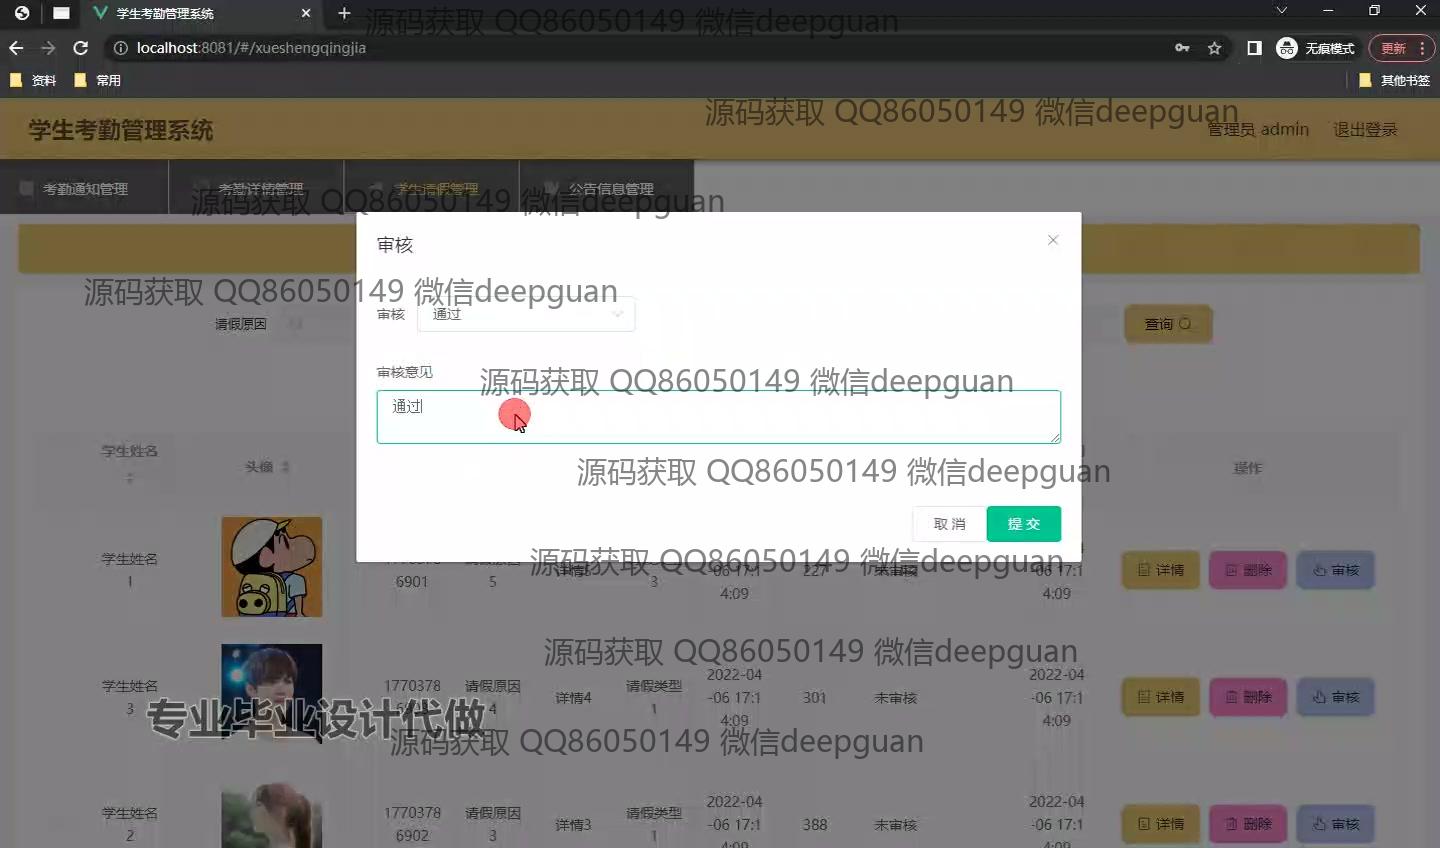 学生考勤管理系统
源码获取 QQ86050149 微信deepguan
localhost:8081/#/xueshengqingjia
无痕模式
更新
资料
常用
其他书签
源码获取 QQ86050149 微信deepguan
学生考勤管理系统
管理员 admin
退出登录
考勤通知管理
考勤详情管理
学生请假管理
公告信息管理
源码获取 QQ86050149 微信deepguan
审核
源码获取 QQ86050149 微信deepguan
请假原因
审核
通过
查询
审核意见
源码获取 QQ86050149 微信deepguan
通过
学生姓名
头像
操作
源码获取 QQ86050149 微信deepguan
取消
提交
源码获取 QQ86050149 微信deepguan
学生姓名
1
6901
5
3
-06 17:1
4:09
227
未审核
-06 17:1
4:09
详情
删除
审核
源码获取 QQ86050149 微信deepguan
学生姓名
3
1770378
请假原因
4
详情4
请假类型
1
2022-04
-06 17:1
4:09
301
未审核
2022-04
-06 17:1
4:09
详情
删除
审核
专业毕业设计代做
源码获取 QQ86050149 微信deepguan
学生姓名
2
1770378
6902
请假原因
3
详情3
请假类型
1
2022-04
-06 17:1
4:09
388
未审核
2022-04
-06 17:1
4:09
详情
删除
审核